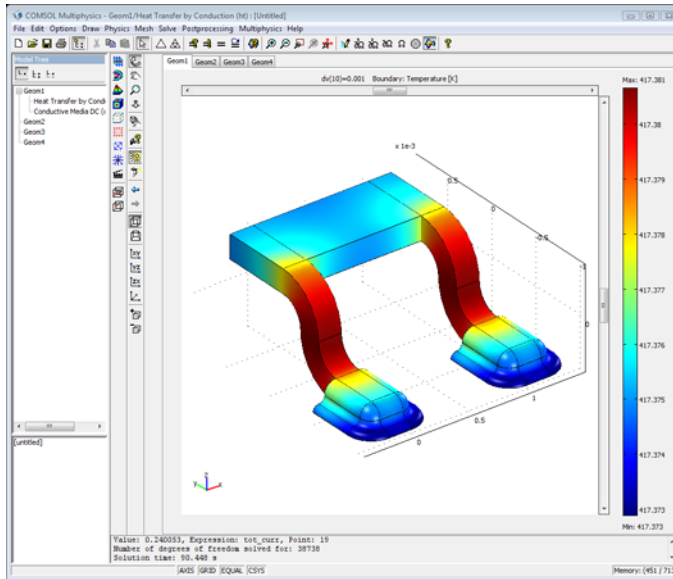 COMSOL Multiphysics - Geom1/Heat Transfer by Conduction (ht) : [Untitled]
File Edit Options Draw Physics Mesh Solve Postprocessing Multiphysics Help
Model Tree
Geom1
Heat Transfer by Condi
Conductive Media DC (e
Geom2
Geom3
Geom4
[untitled]
Geom1 Geom2 Geom3 Geom4
dv(10)=0.001 Boundary: Temperature [K]
Max: 417.381
x 1e-3
0.5
0
-0.5
-1
0
1
0.5
0
417.38
417.379
417.378
417.377
417.376
417.375
417.374
417.373
Min: 417.373
z
y
x
Value: 0.240053, Expression: tot_curr, Point: 19
Number of degrees of freedom solved for: 38738
Solution time: 90.448 s
AXIS GRID EQUAL CSYS
Memory: (451 / 71